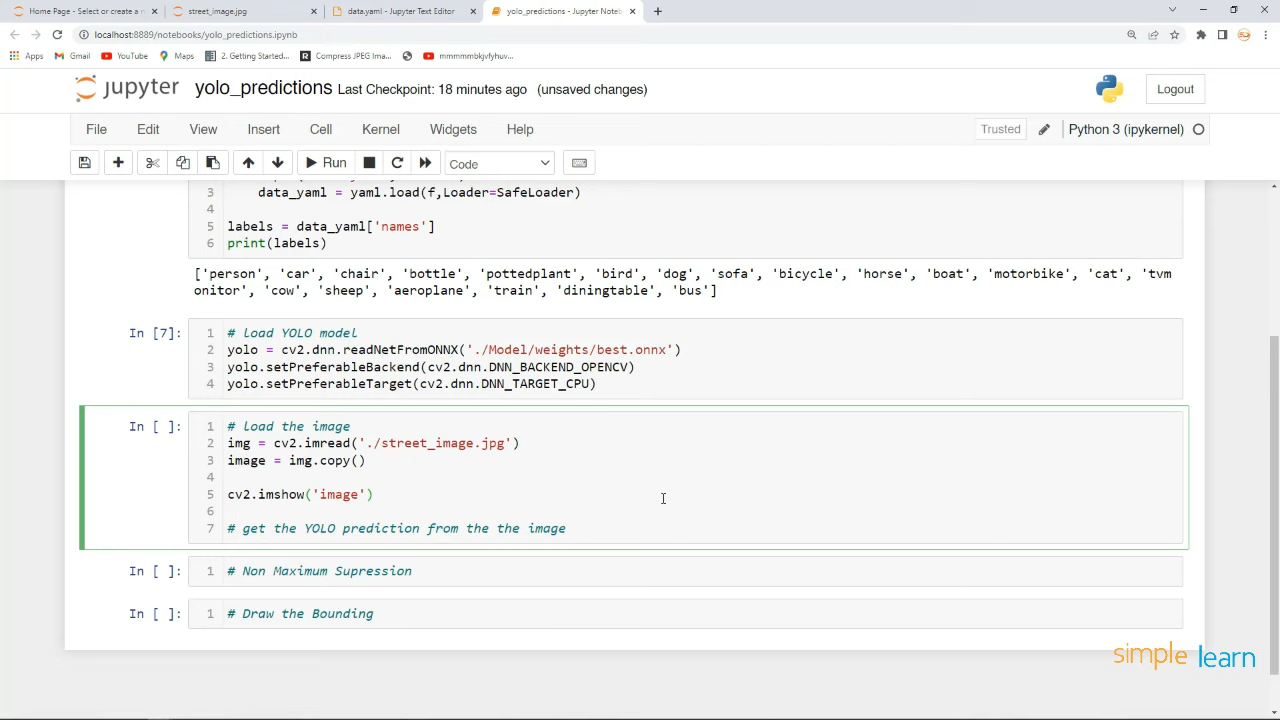 Home Page - Select or create a n
street_image.jpg
data.yaml - Jupyter Text Editor
yolo_predictions - Jupyter Noteb
localhost:8889/notebooks/yolo_predictions.ipynb
Apps
Gmail
YouTube
Maps
2. Getting Started...
Compress JPEG Ima...
mmmmmbkjvfyhuv...
jupyter
yolo_predictions
Last Checkpoint: 18 minutes ago
(unsaved changes)
Logout
File
Edit
View
Insert
Cell
Kernel
Widgets
Help
Trusted
Python 3 (ipykernel)
Run
Code
3 data_yaml = yaml.load(f,Loader=SafeLoader)
4
5 labels = data_yaml['names']
6 print(labels)
['person', 'car', 'chair', 'bottle', 'pottedplant', 'bird', 'dog', 'sofa', 'bicycle', 'horse', 'boat', 'motorbike', 'cat', 'tvm
onitor', 'cow', 'sheep', 'aeroplane', 'train', 'diningtable', 'bus']
In [7]:
1 # load YOLO model
2 yolo = cv2.dnn.readNetFromONNX('./Model/weights/best.onnx')
3 yolo.setPreferableBackend(cv2.dnn.DNN_BACKEND_OPENCV)
4 yolo.setPreferableTarget(cv2.dnn.DNN_TARGET_CPU)
In [ ]:
1 # load the image
2 img = cv2.imread('./street_image.jpg')
3 image = img.copy()
4
5 cv2.imshow('image')
6
7 # get the YOLO prediction from the the image
In [ ]:
1 # Non Maximum Supression
In [ ]:
1 # Draw the Bounding
simplelearn